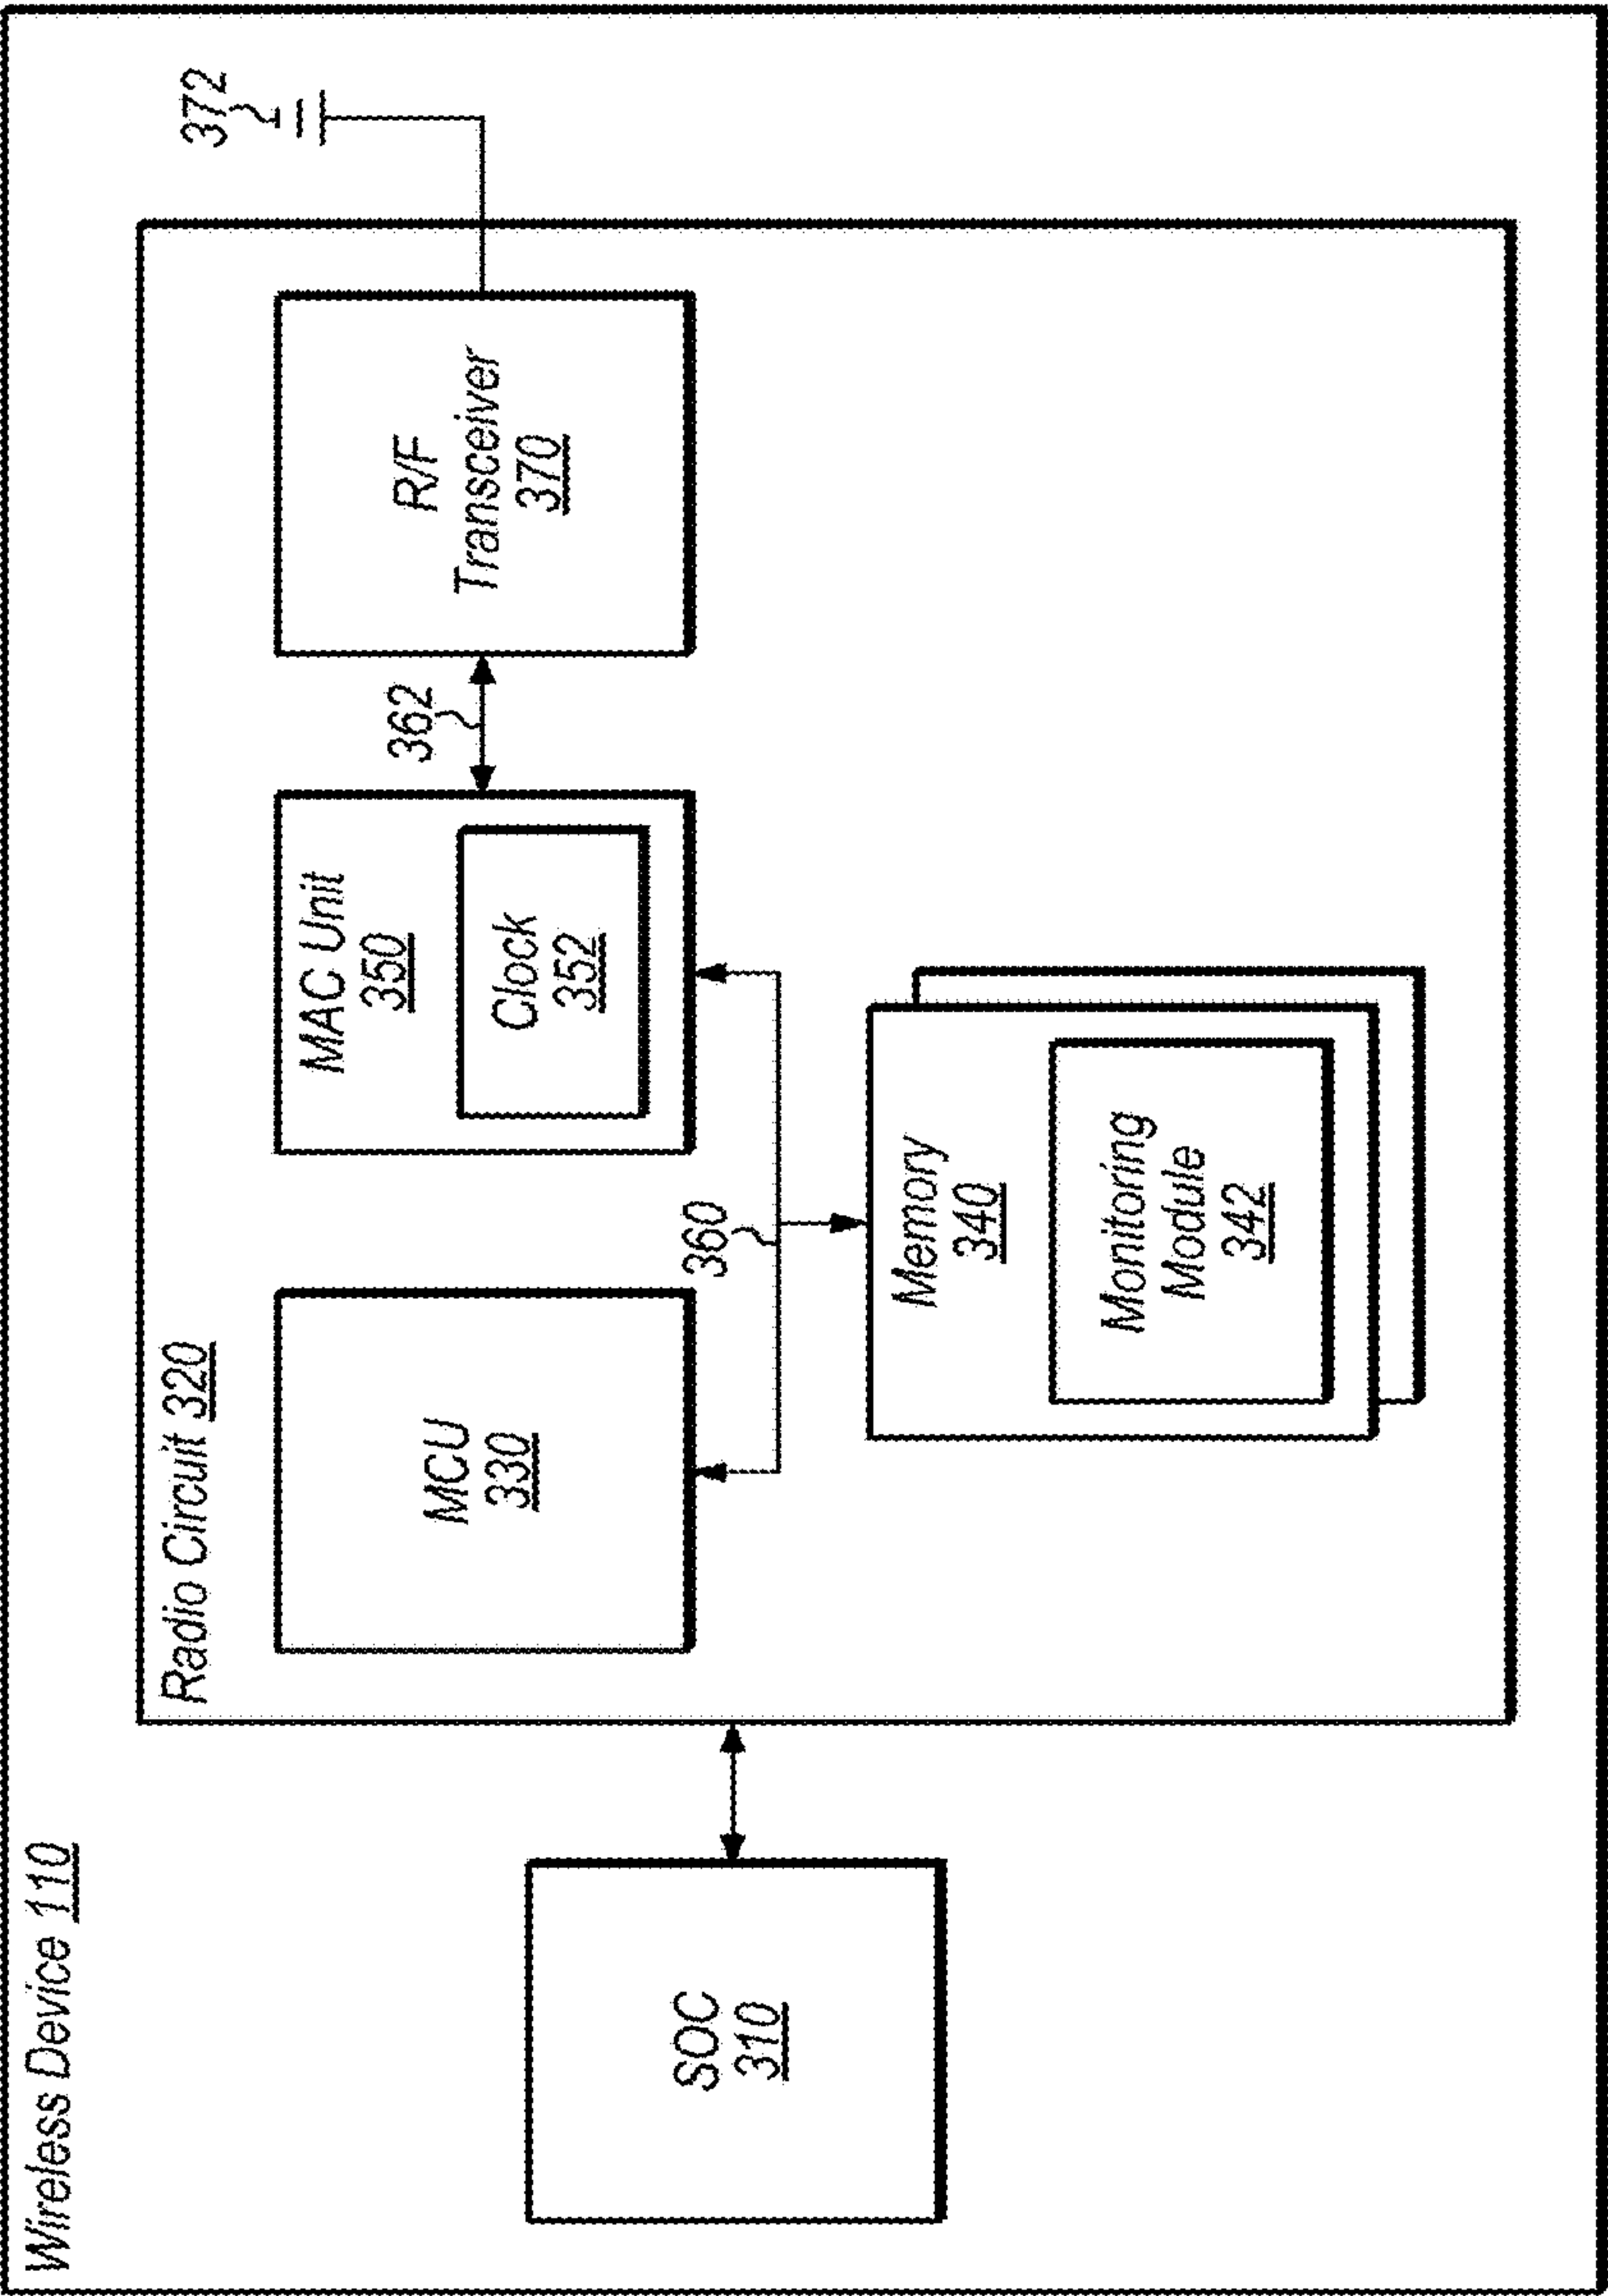 Wireless Device 110
Radio Circuit 320
SOC
310
MCU
330
MAC Unit
350
Clock
352
362
R/F
Transceiver
370
372
360
Memory
340
Monitoring
Module
342